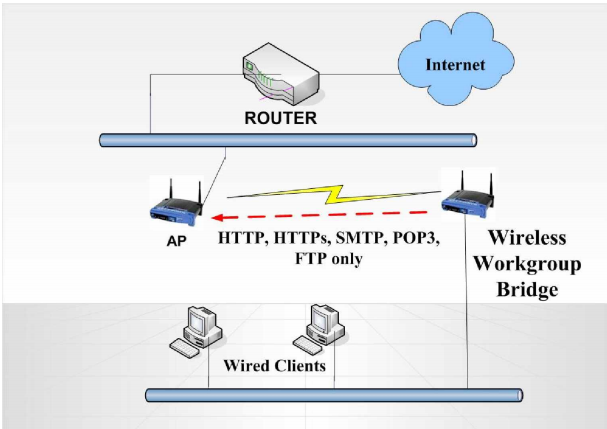 Internet
ROUTER
AP
HTTP, HTTPs, SMTP, POP3,
FTP only
Wireless
Workgroup
Bridge
Wired Clients